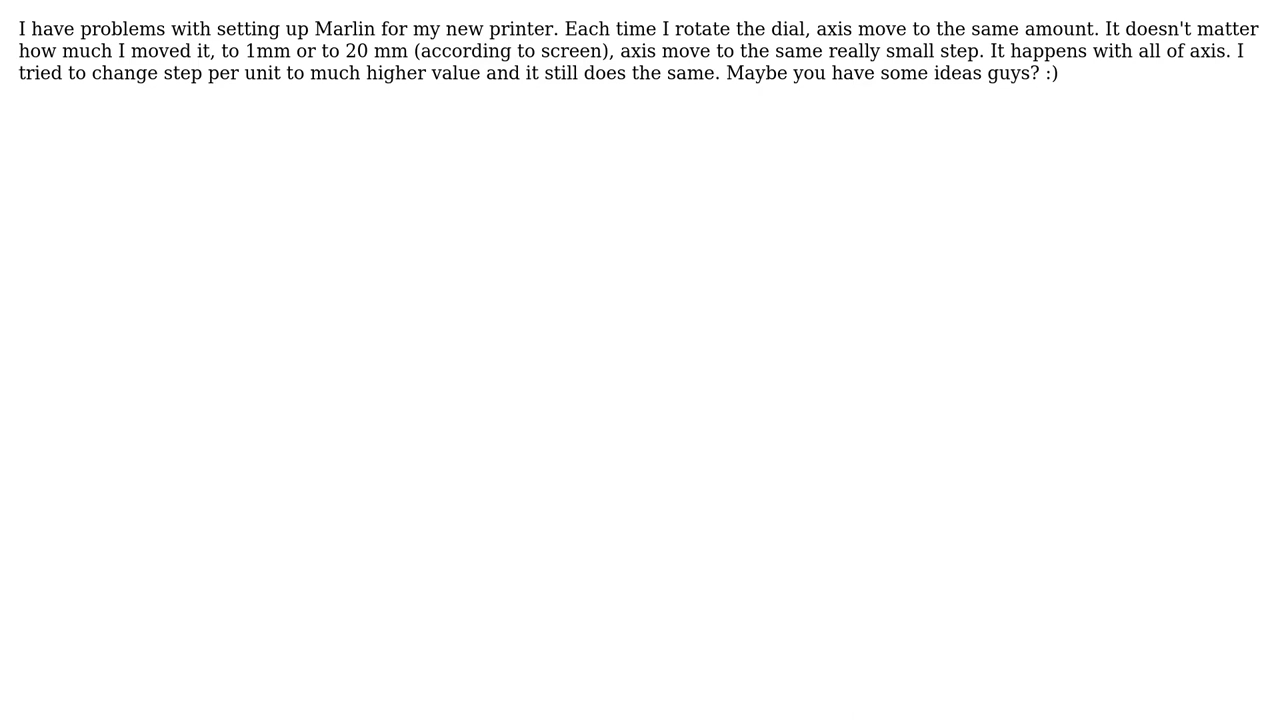 I have problems with setting up Marlin for my new printer. Each time I rotate the dial, axis move to the same amount. It doesn't matter
how much I moved it, to 1mm or to 20 mm (according to screen), axis move to the same really small step. It happens with all of axis. I
tried to change step per unit to much higher value and it still does the same. Maybe you have some ideas guys? :)